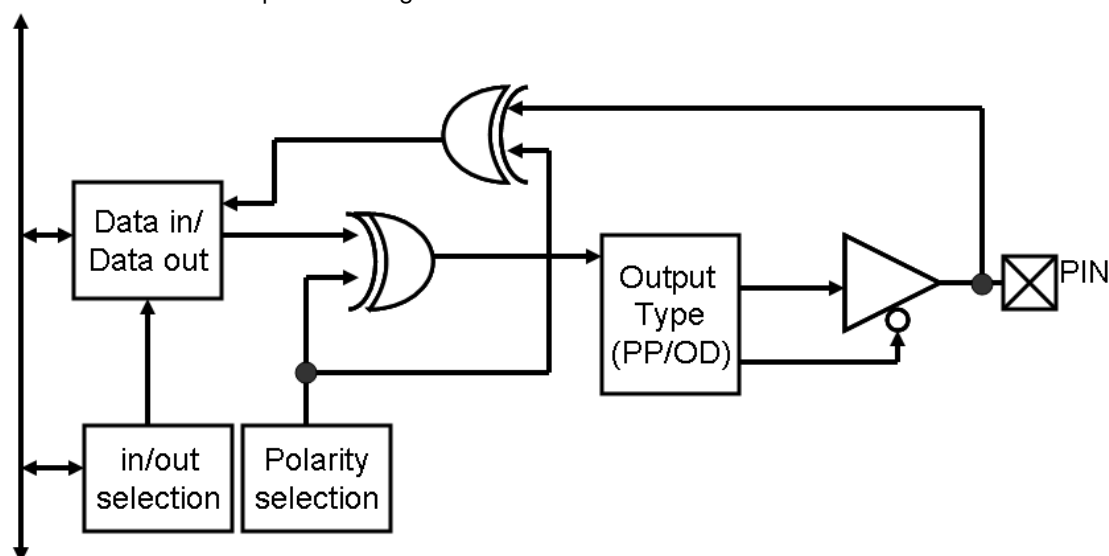 Data in/
Data out
Output
Type
(PP/OD)
PIN
in/out
selection
Polarity
selection